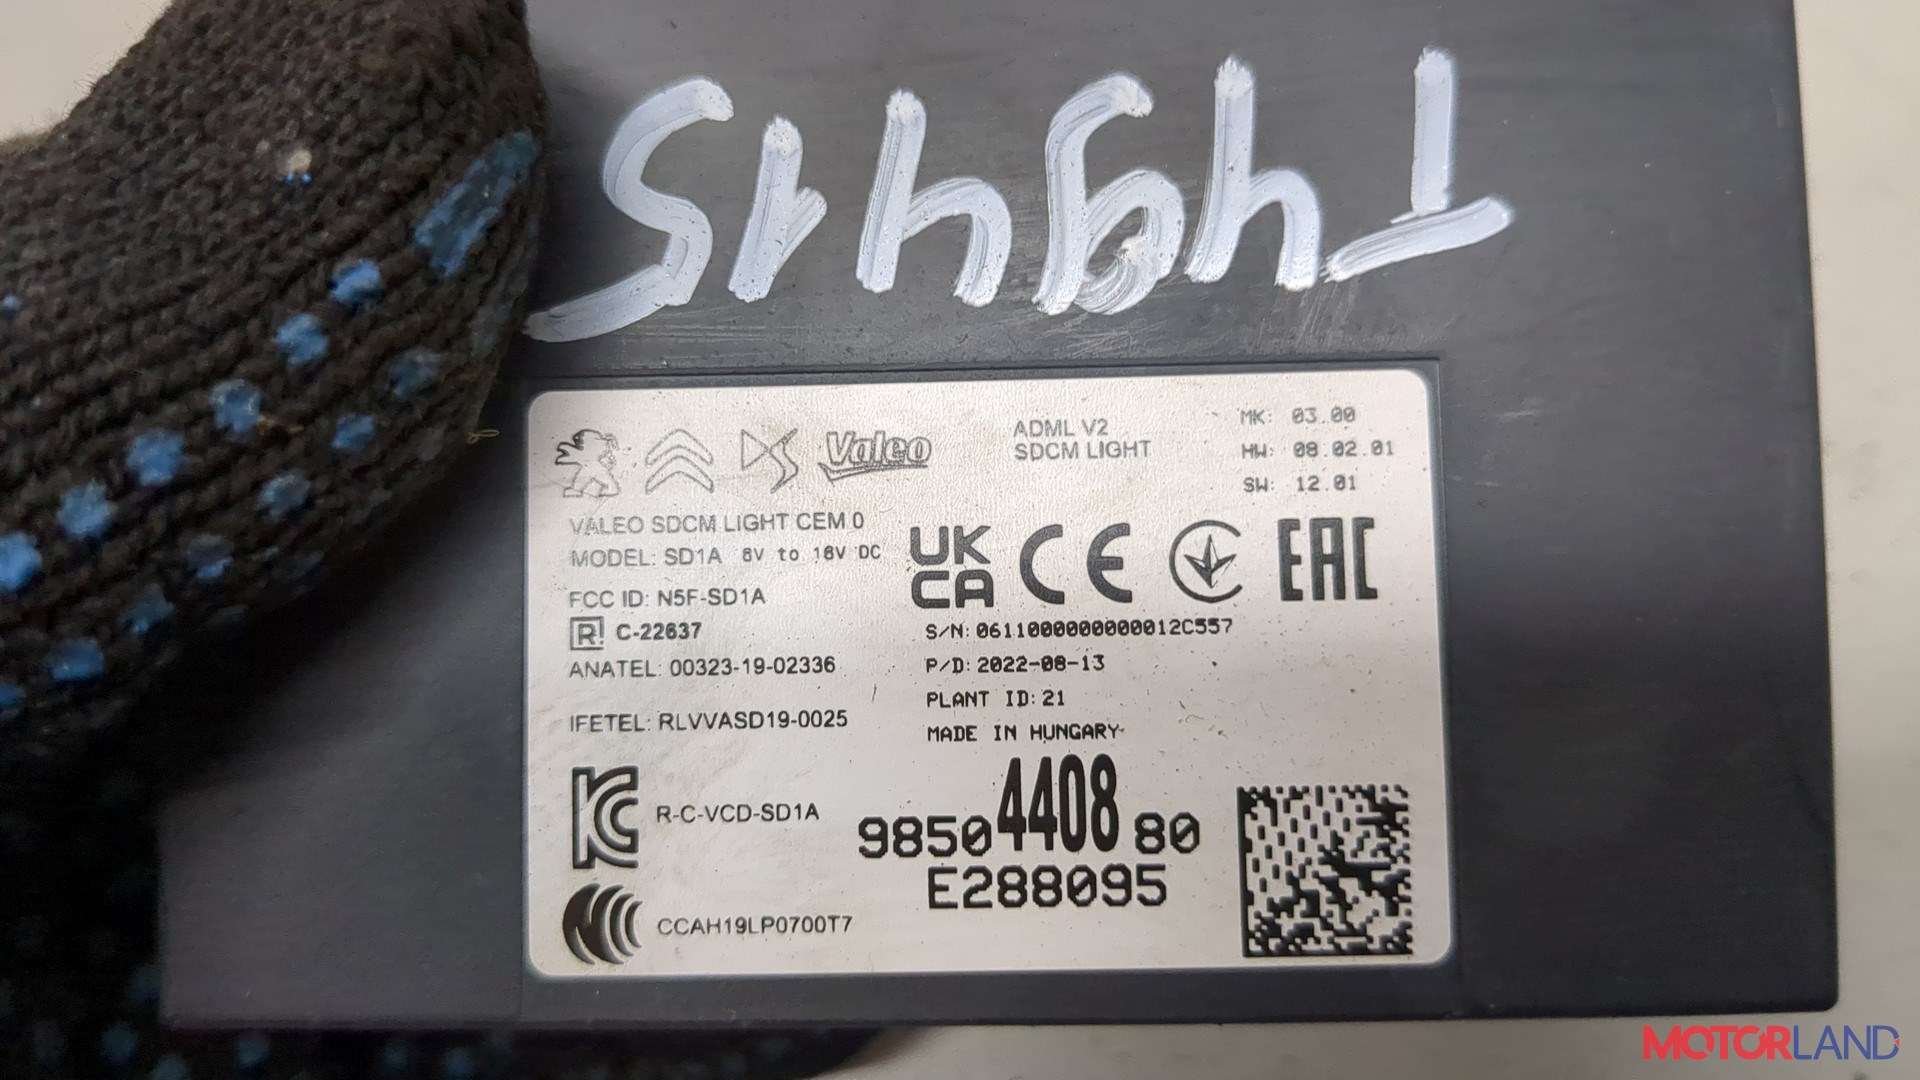 T49415
Valeo
ADML V2
SDCM LIGHT
MK: 03.00
HW: 08.02.01
SW: 12.01
VALEO SDCM LIGHT CEM 0
MODEL: SD1A 8V to 16V DC
UK
CA
CE
EAC
FCC ID: N5F-SD1A
R! C-22637
ANATEL: 00323-19-02336
IFETEL: RLVVASD19-0025
S/N: 0611000000000012C557
P/D: 2022-08-13
PLANT ID: 21
MADE IN HUNGARY
R-C-VCD-SD1A
98504408 80
E288095
CCAH19LP0700T7
MOTORLAND